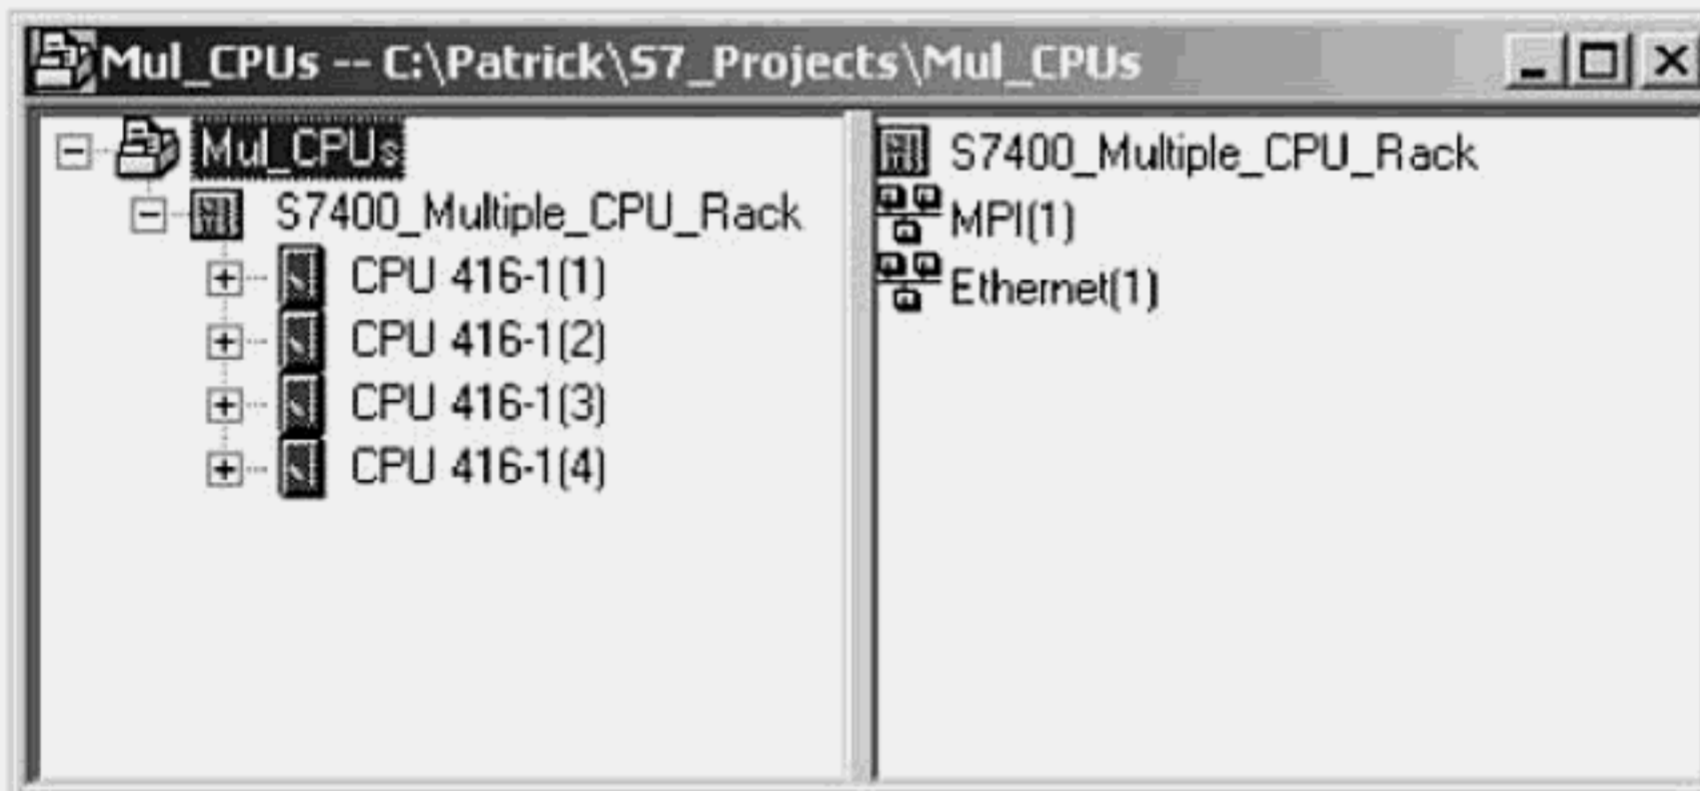 Mul_CPUs -- C:\Patrick\S7_Projects\Mul_CPUs
Mul_CPUs
S7400_Multiple_CPU_Rack
CPU 416-1(1)
CPU 416-1(2)
CPU 416-1(3)
CPU 416-1(4)
S7400_Multiple_CPU_Rack
MPI(1)
Ethernet(1)